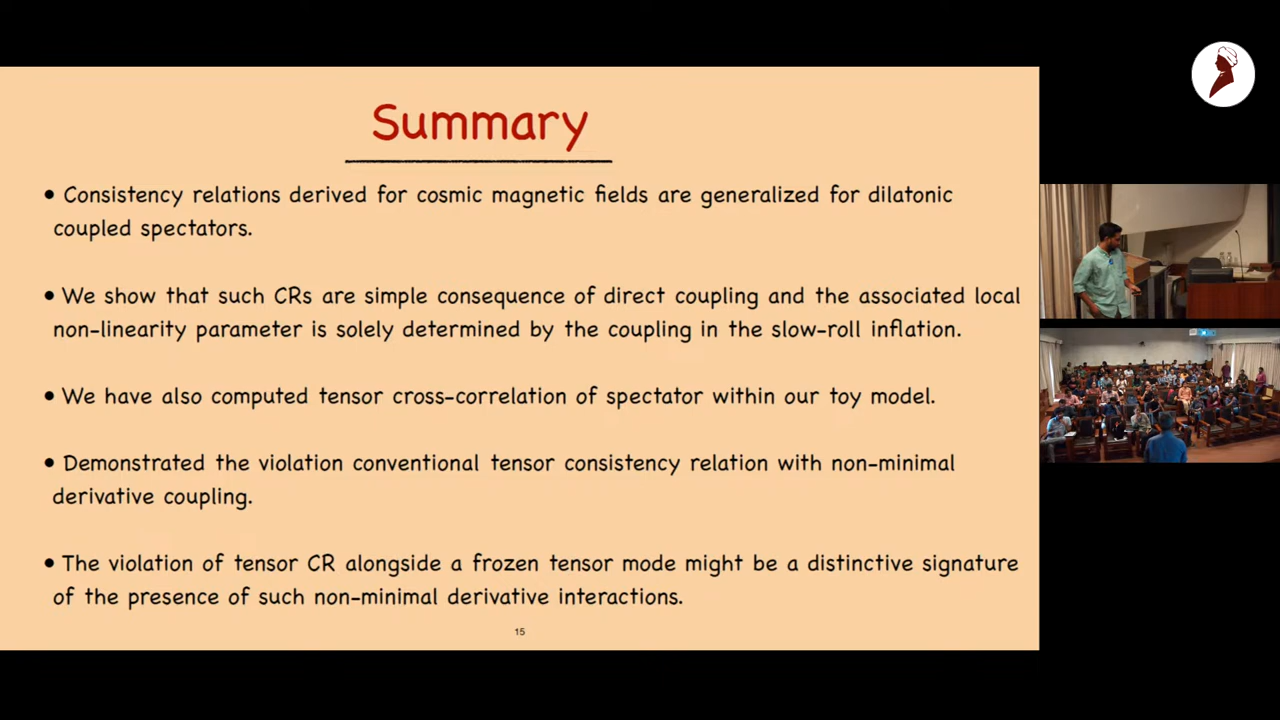 Summary
• Consistency relations derived for cosmic magnetic fields are generalized for dilatonic
coupled spectators.
• We show that such CRs are simple consequence of direct coupling and the associated local
non-linearity parameter is solely determined by the coupling in the slow-roll inflation.
• We have also computed tensor cross-correlation of spectator within our toy model.
• Demonstrated the violation conventional tensor consistency relation with non-minimal
derivative coupling.
• The violation of tensor CR alongside a frozen tensor mode might be a distinctive signature
of the presence of such non-minimal derivative interactions.
15